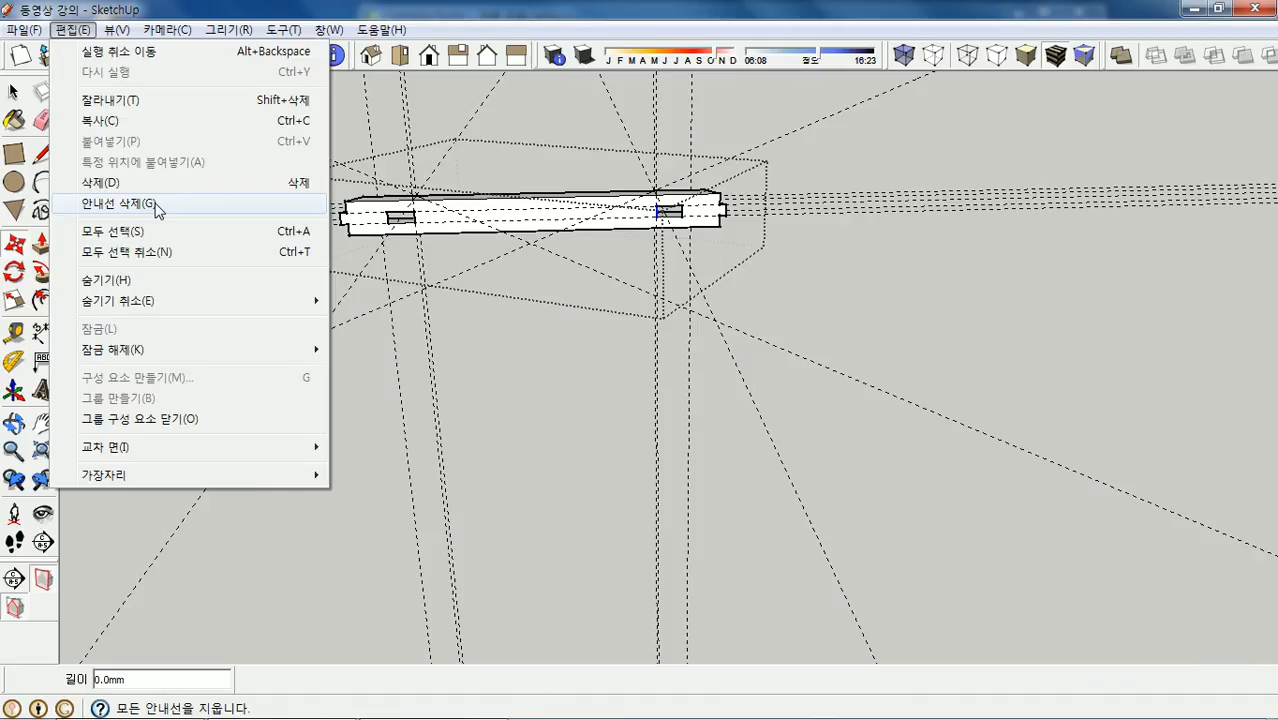 동영상 강의 - SketchUp
파일(F) 편집(E) 뷰(V) 카메라(C) 그리기(R) 도구(T) 창(W) 도움말(H)
J F M A M J J A S O N D 06:08 정오 16:23
실행 취소 이동 Alt+Backspace
다시 실행 Ctrl+Y
잘라내기(T) Shift+삭제
복사(C) Ctrl+C
붙여넣기(P) Ctrl+V
특정 위치에 붙여넣기(A)
삭제(D) 삭제
안내선 삭제(G)
모두 선택(S) Ctrl+A
모두 선택 취소(N) Ctrl+T
숨기기(H)
숨기기 취소(E)
잠금(L)
잠금 해제(K)
구성 요소 만들기(M)... G
그룹 만들기(B)
그룹 구성 요소 닫기(O)
교차 면(I)
가장자리
길이 0.0mm
모든 안내선을 지웁니다.